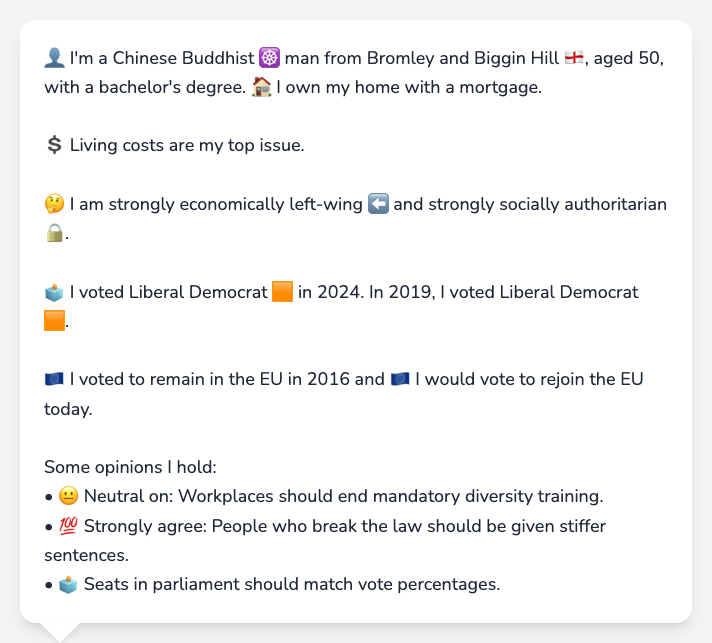 👤 I'm a Chinese Buddhist ☸️ man from Bromley and Biggin Hill 🏴󠁧󠁢󠁥󠁮󠁧󠁿, aged 50,
with a bachelor's degree. 🏠 I own my home with a mortgage.
💲 Living costs are my top issue.
🤔 I am strongly economically left-wing ⬅️ and strongly socially authoritarian
🔒.
🗳️ I voted Liberal Democrat 🟧 in 2024. In 2019, I voted Liberal Democrat
🟧.
🇪🇺 I voted to remain in the EU in 2016 and 🇪🇺 I would vote to rejoin the EU
today.
Some opinions I hold:
• 😐 Neutral on: Workplaces should end mandatory diversity training.
• 💯 Strongly agree: People who break the law should be given stiffer
sentences.
• 🗳️ Seats in parliament should match vote percentages.